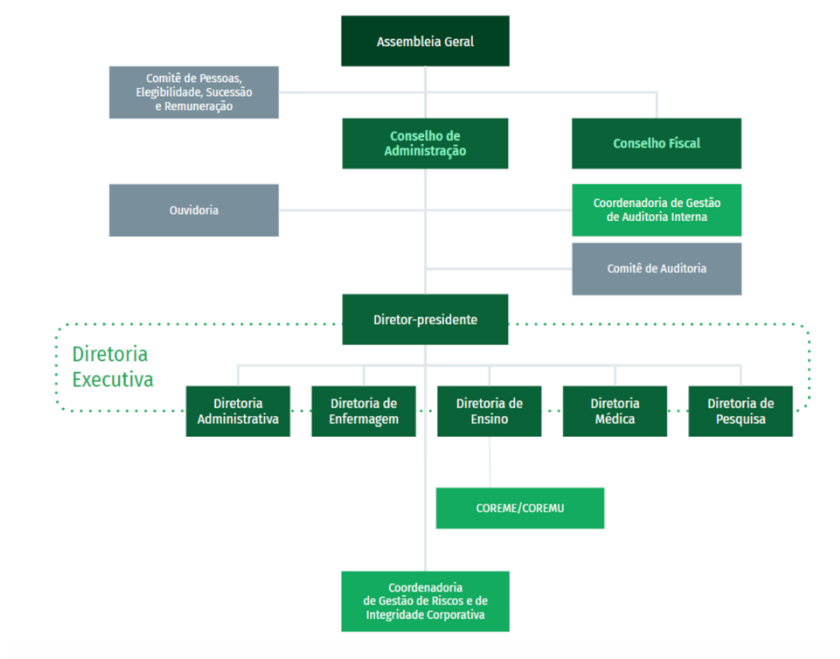 Assembleia Geral
Comitê de Pessoas,
Elegibilidade, Sucessão
e Remuneração
Conselho de
Administração
Conselho Fiscal
Ouvidoria
Coordenadoria de Gestão
de Auditoria Interna
Comitê de Auditoria
Diretor-presidente
Diretoria
Executiva
Diretoria
Administrativa
Diretoria de
Enfermagem
Diretoria de
Ensino
Diretoria
Médica
Diretoria de
Pesquisa
COREME/COREMU
Coordenadoria
de Gestão de Riscos e de
Integridade Corporativa